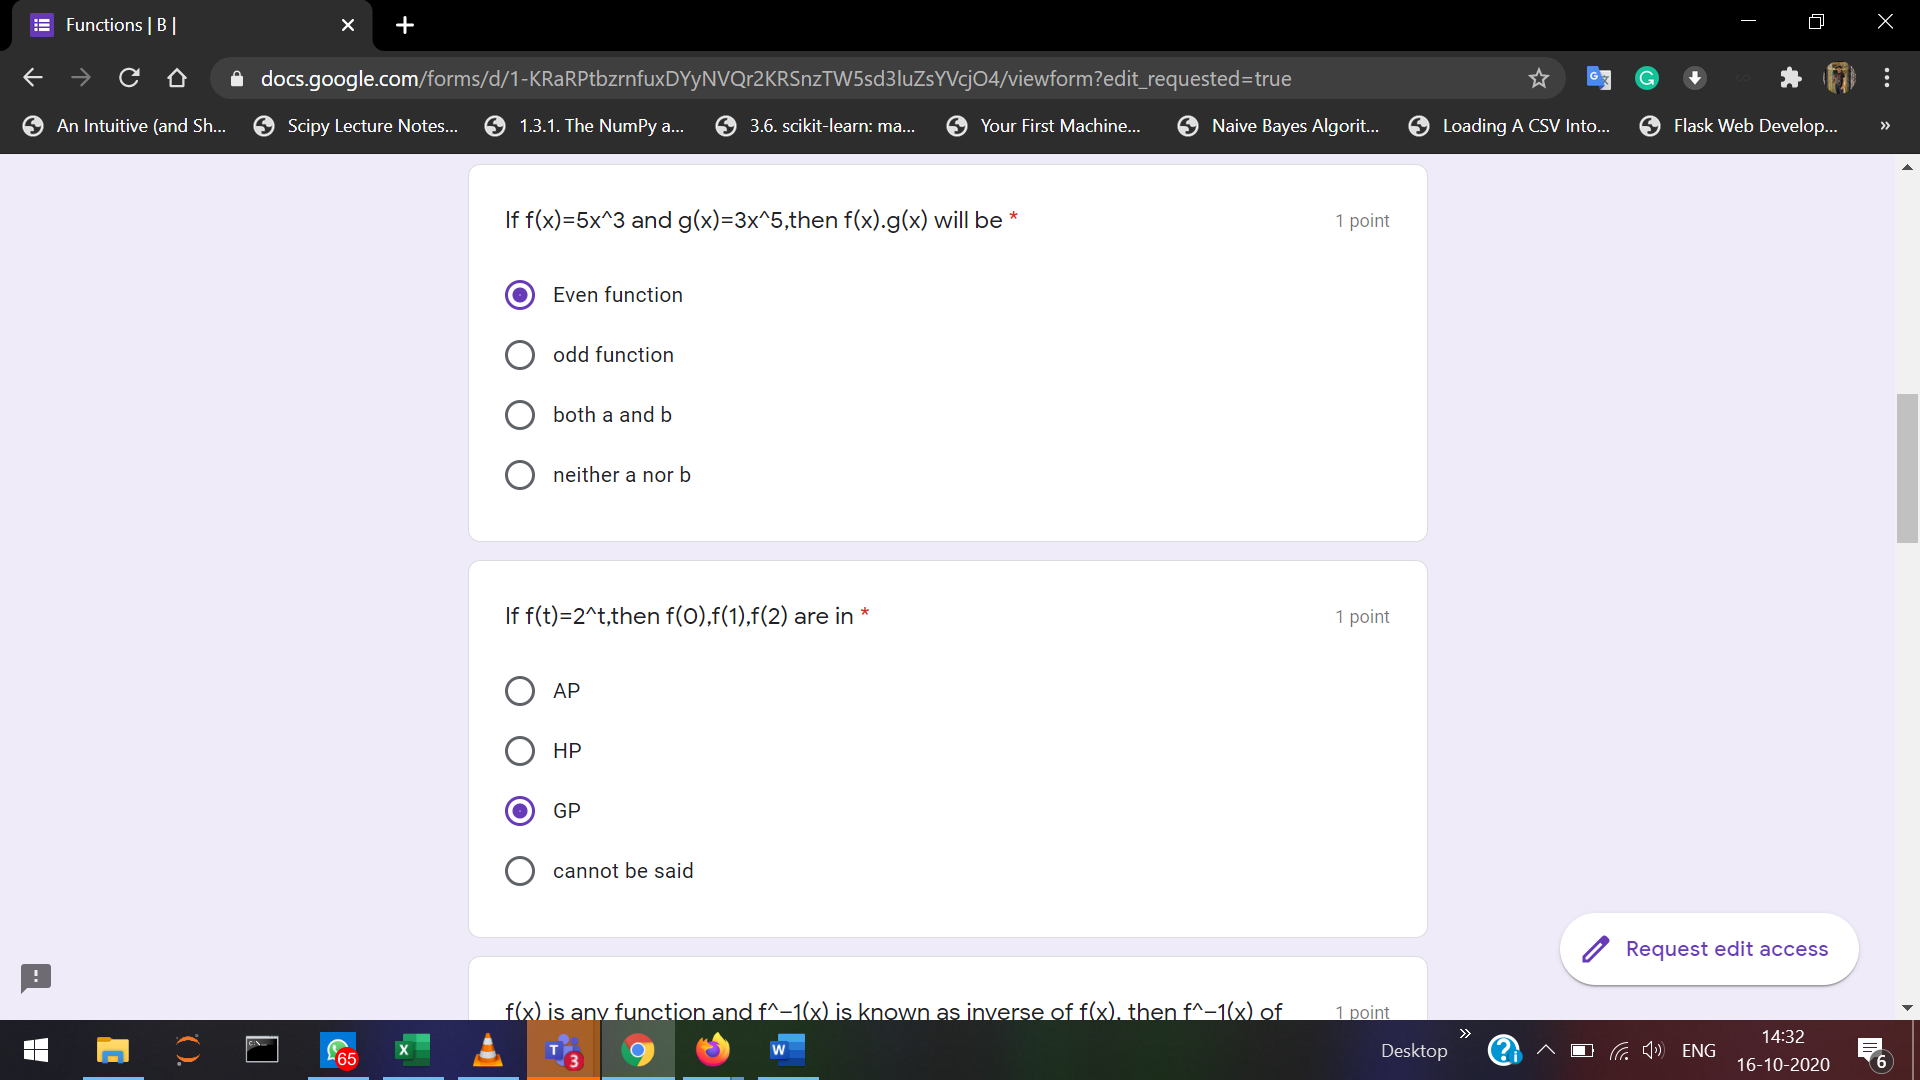 Functions | B |
docs.google.com/forms/d/1-KRaRPtbzrnfuxDYyNVQr2KRSnzTW5sd3IuZsYVcjO4/viewform?edit_requested=true
An Intuitive (and Sh...
Scipy Lecture Notes...
1.3.1. The NumPy a...
3.6. scikit-learn: ma...
Your First Machine...
Naive Bayes Algorit...
Loading A CSV Into...
Flask Web Develop...
»
If f(x)=5x^3 and g(x)=3x^5,then f(x).g(x) will be *
1 point
Even function
odd function
both a and b
neither a nor b
If f(t)=2^t,then f(0),f(1),f(2) are in *
1 point
AP
HP
GP
cannot be said
Request edit access
f(x) is any function and f^-1(x) is known as inverse of f(x), then f^-1(x) of
1 point
65
3
Desktop
»
ENG
14:32
16-10-2020
6